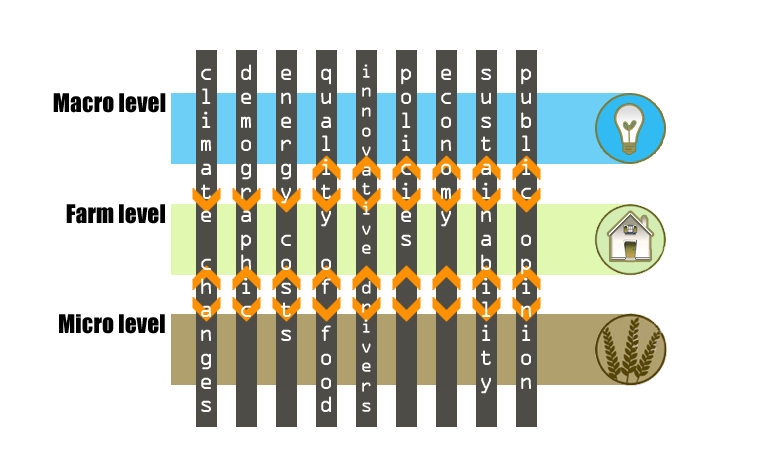 Macro level
Farm level
Micro level
climate changes
demographic
energy costs
quality of food
innovative drivers
policies
economy
sustainability
public opinion